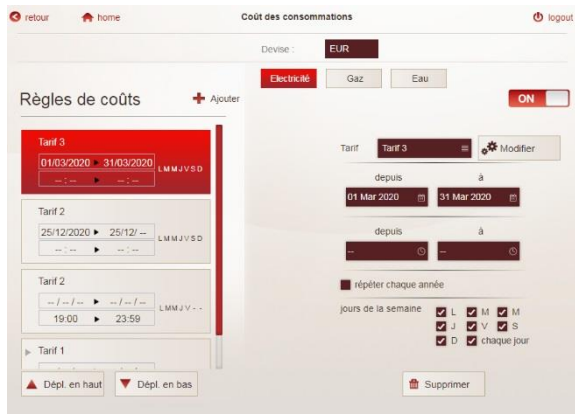 retour
home
Coût des consommations
logout
Devise :
EUR
Electricité
Gaz
Eau
Règles de coûts
Ajouter
ON
Tarif 3
01/03/2020 ► 31/03/2020
LMMJVSD
-- : -- ► -- : --
Tarif
Tarif 3
Modifier
depuis
à
01 Mar 2020
31 Mar 2020
Tarif 2
25/12/2020 ► 25/12/ --
LMMJVSD
-- : -- ► -- : --
depuis
à
--
--
répéter chaque année
Tarif 2
-- / -- / -- ► -- / -- / --
LMMJV--
19:00 ► 23:59
jours de la semaine
L M M
J V S
D chaque jour
Tarif 1
Dépl. en haut
Dépl. en bas
Supprimer